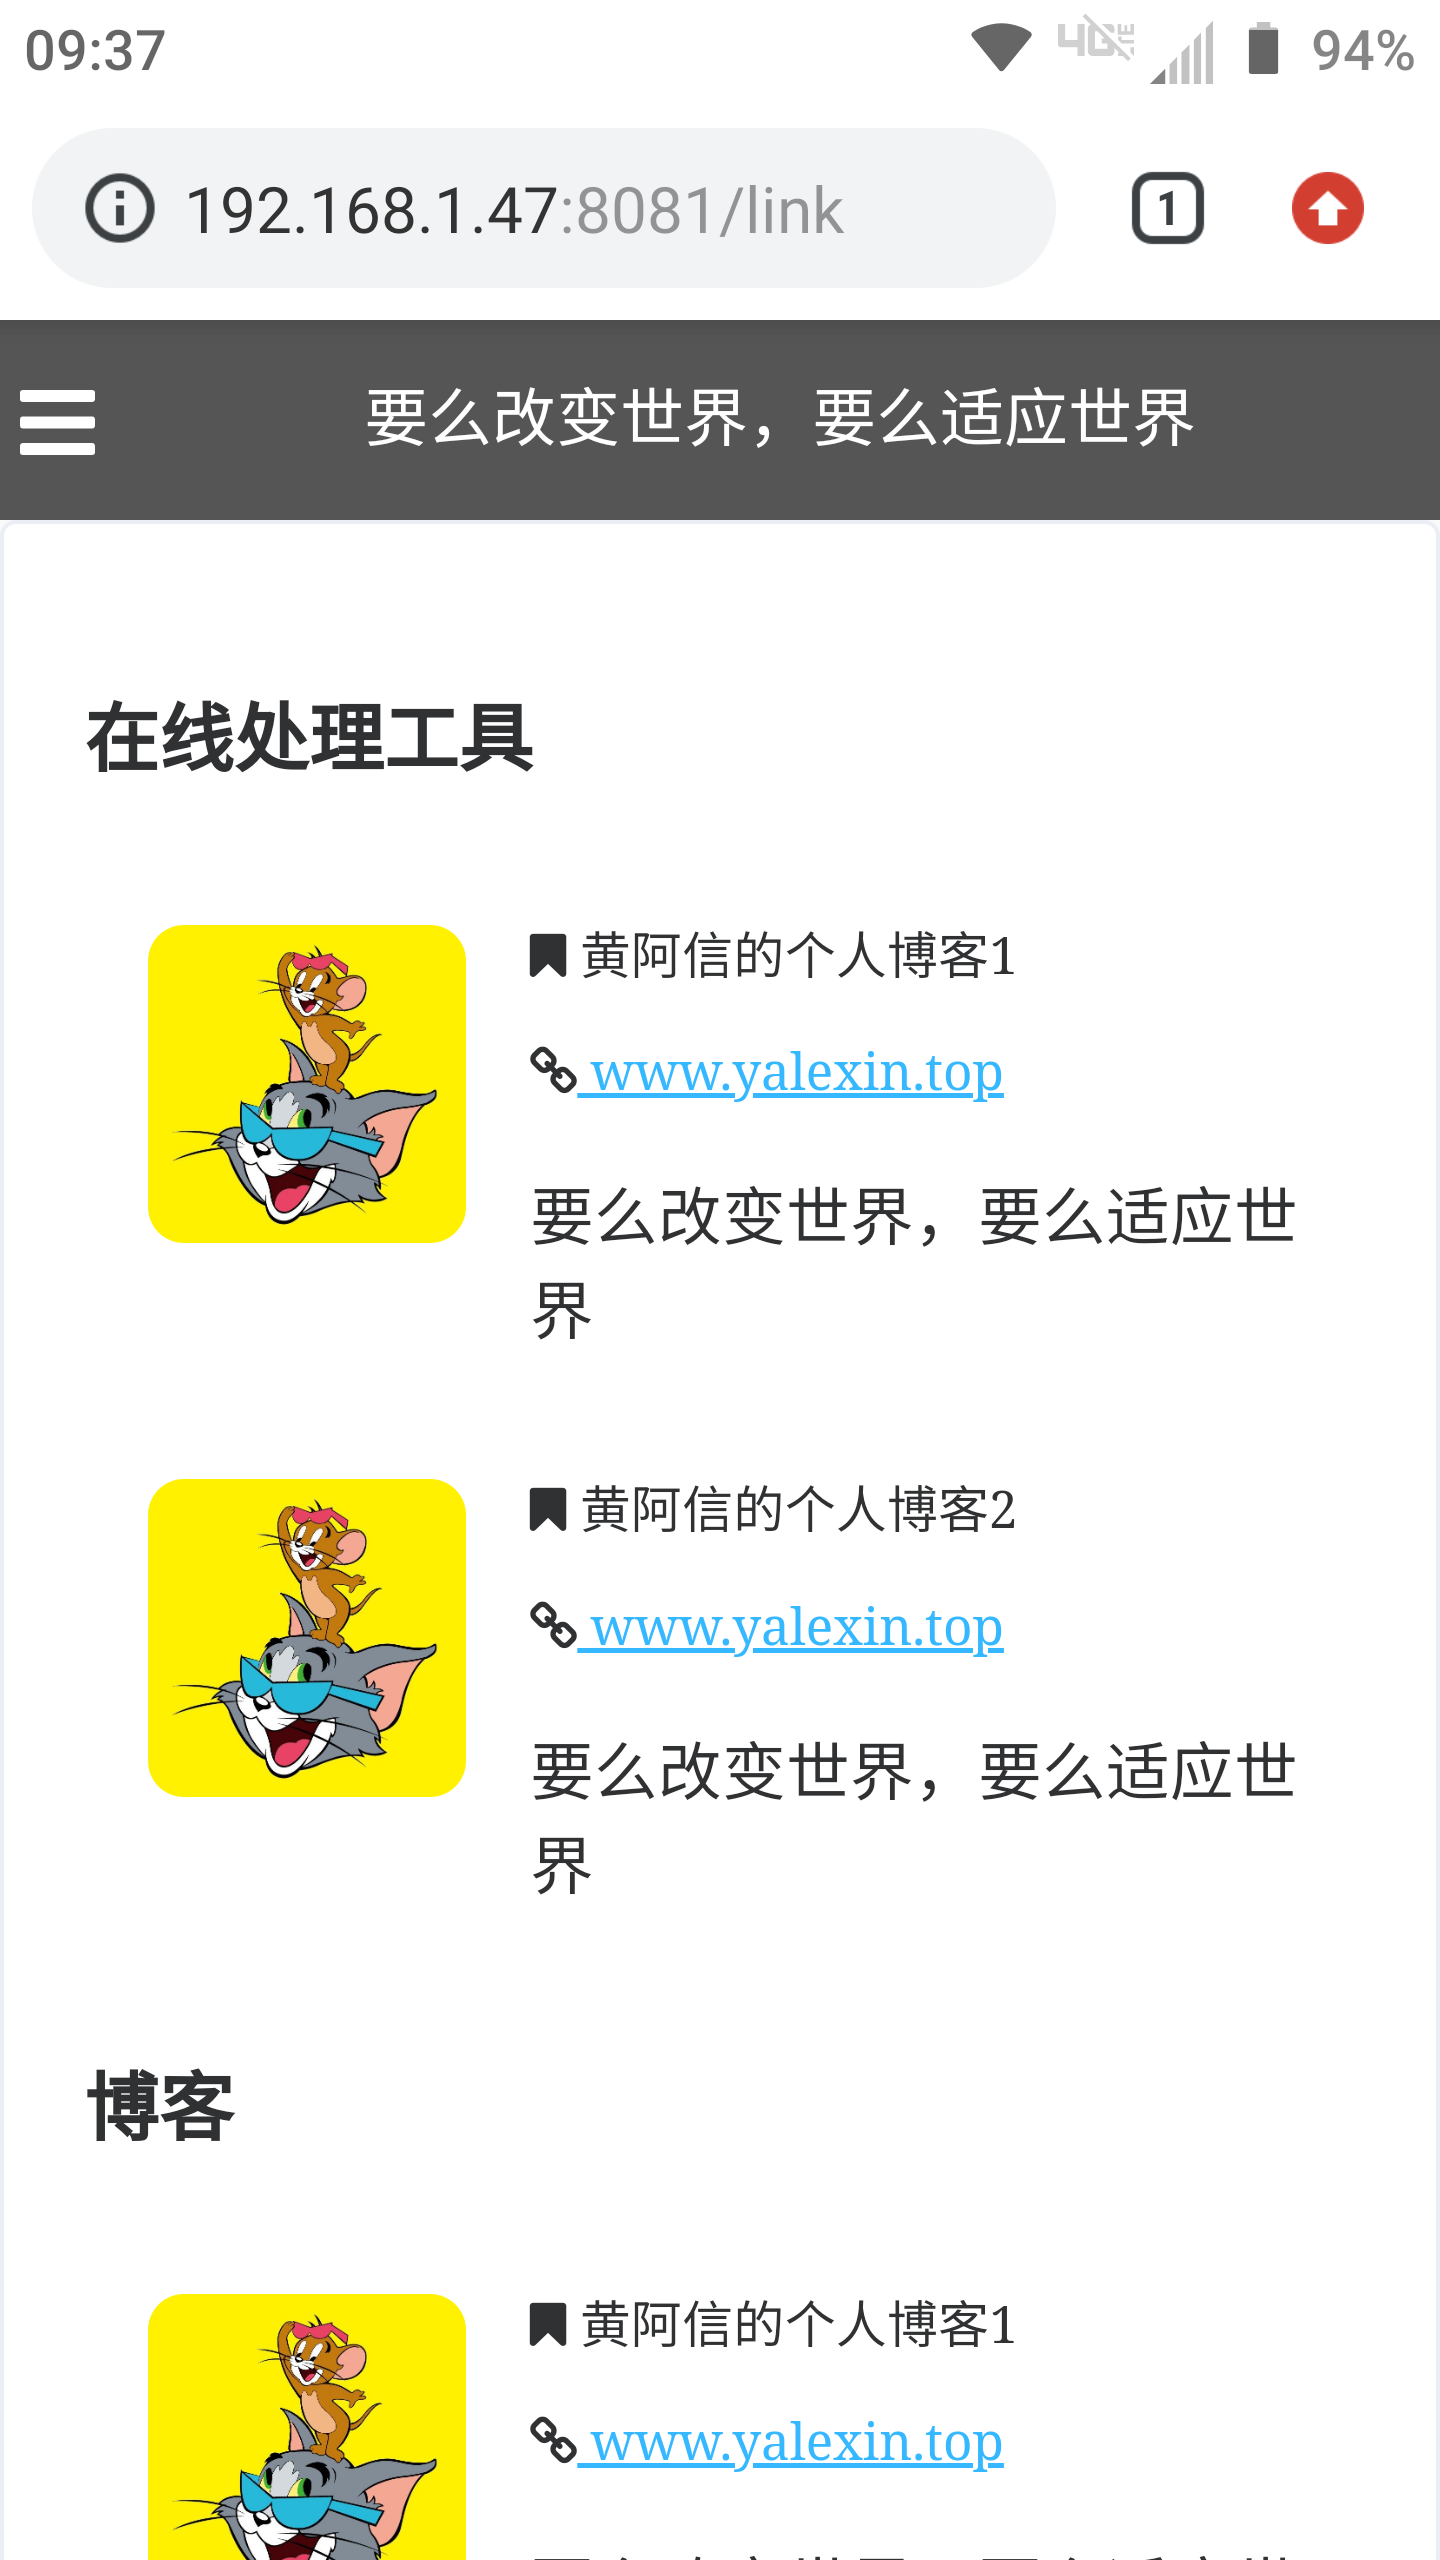 09:37
94%
192.168.1.47:8081/link
1
要么改变世界，要么适应世界
在线处理工具
黄阿信的个人博客1
www.yalexin.top
要么改变世界，要么适应世
界
黄阿信的个人博客2
www.yalexin.top
要么改变世界，要么适应世
界
博客
黄阿信的个人博客1
www.yalexin.top